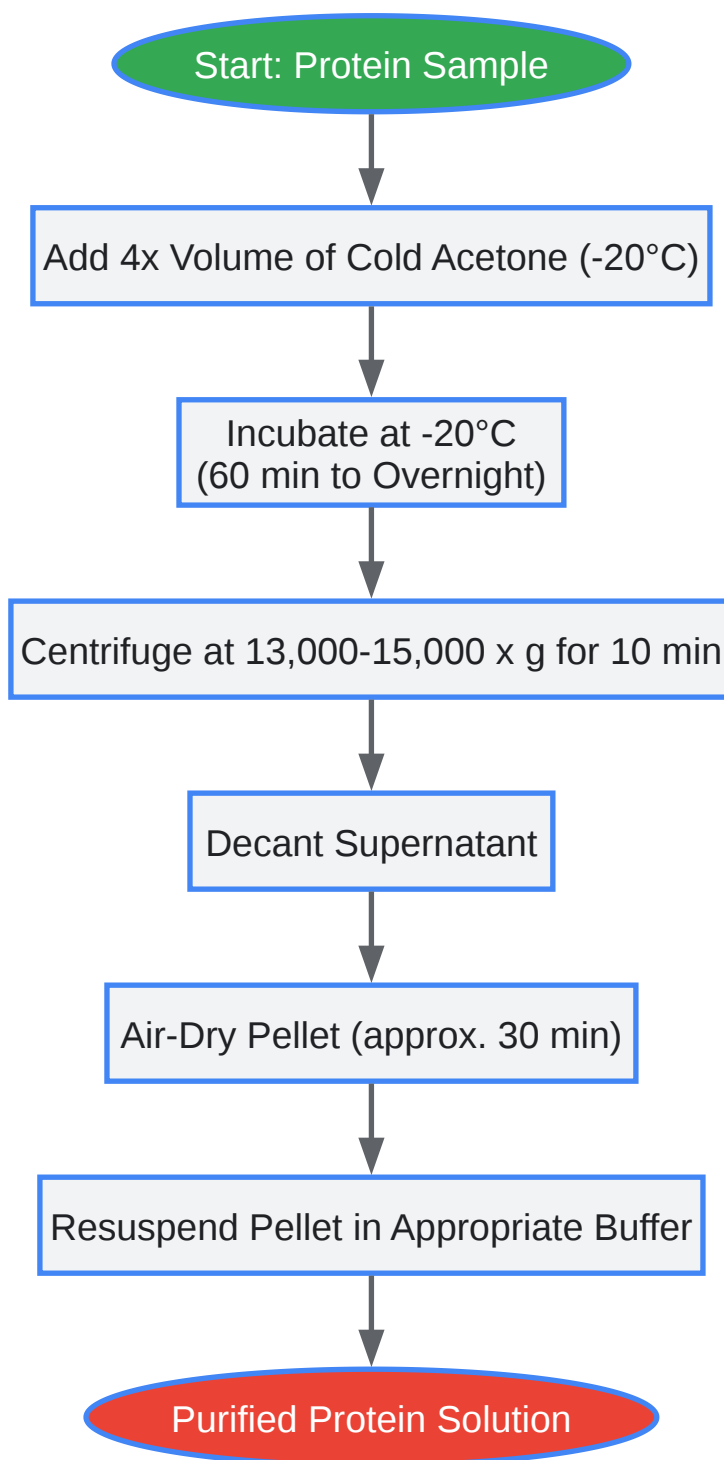 Start: Protein Sample
Add 4x Volume of Cold Acetone (-20°C)
Incubate at -20°C
(60 min to Overnight)
Centrifuge at 13,000-15,000 x g for 10 min
Decant Supernatant
Air-Dry Pellet (approx. 30 min)
Resuspend Pellet in Appropriate Buffer
Purified Protein Solution